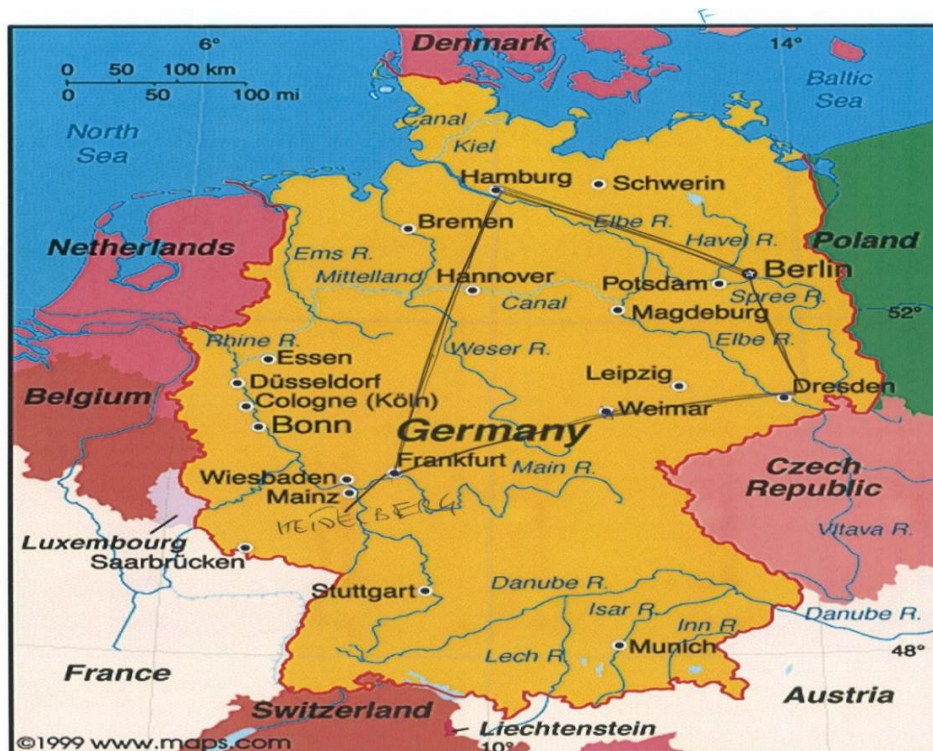 F
Denmark
6°
14°
0 50 100 km
0 50 100 mi
Baltic
Sea
North
Sea
Canal
Kiel
Hamburg
Schwerin
Bremen
Elbe R.
Netherlands
Ems R.
Havel R.
Poland
Mittelland
Hannover
Berlin
Potsdam
Canal
Spree R.
Magdeburg
52°
Rhine R.
Weser R.
Elbe R.
Essen
Leipzig
Düsseldorf
Dresden
Belgium
Cologne (Köln)
Weimar
Bonn
Germany
Frankfurt
Main R.
Czech
Republic
Wiesbaden
Mainz
HEIDELBERG
Vltava R.
Luxembourg
Saarbrücken
Stuttgart
Danube R.
Isar R.
Danube R.
Inn R.
Munich
48°
Lech R.
France
Austria
Switzerland
Liechtenstein
10°
©1999 www.maps.com